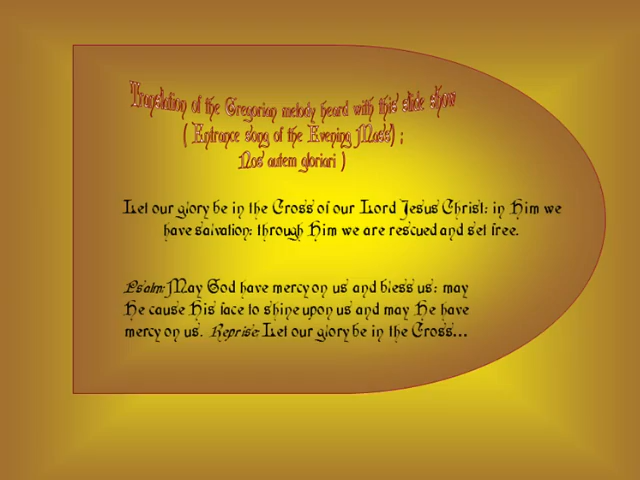 Translation of the Gregorian melody heard with this slide show
( Entrance song of the Evening Mass) ;
Nos autem gloriari )
Let our glory be in the Cross of our Lord Jesus Christ: in Him we
have salvation: through Him we are rescued and set free.
Psalm: May God have mercy on us and bless us: may
He cause His face to shine upon us and may He have
mercy on us. Reprise: Let our glory be in the Cross...